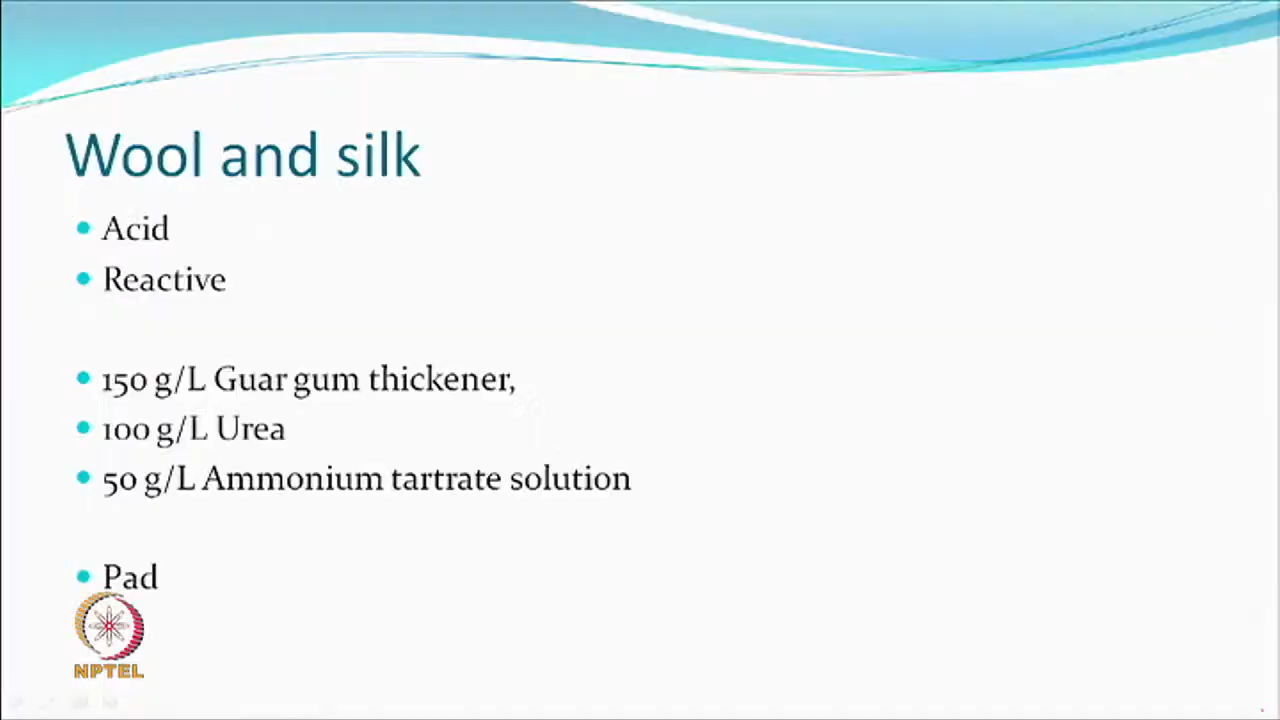 Wool and silk
• Acid
• Reactive
• 150 g/L Guar gum thickener,
• 100 g/L Urea
• 50 g/L Ammonium tartrate solution
• Pad
NPTEL